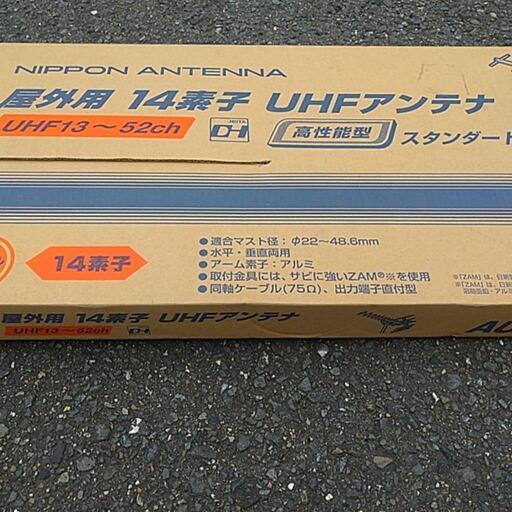 NIPPON ANTENNA
屋外用 14素子 UHFアンテナ
UHF13～52ch
JEITA
DH
高性能型
スタンダード
14素子
●適合マスト径：φ22～48.6mm
●水平・垂直両用
●アーム素子：アルミ
●取付金具には、サビに強いZAM®※を使用
●同軸ケーブル(75Ω)、出力端子直付型
屋外用 14素子 UHFアンテナ
UHF13～52ch
DH